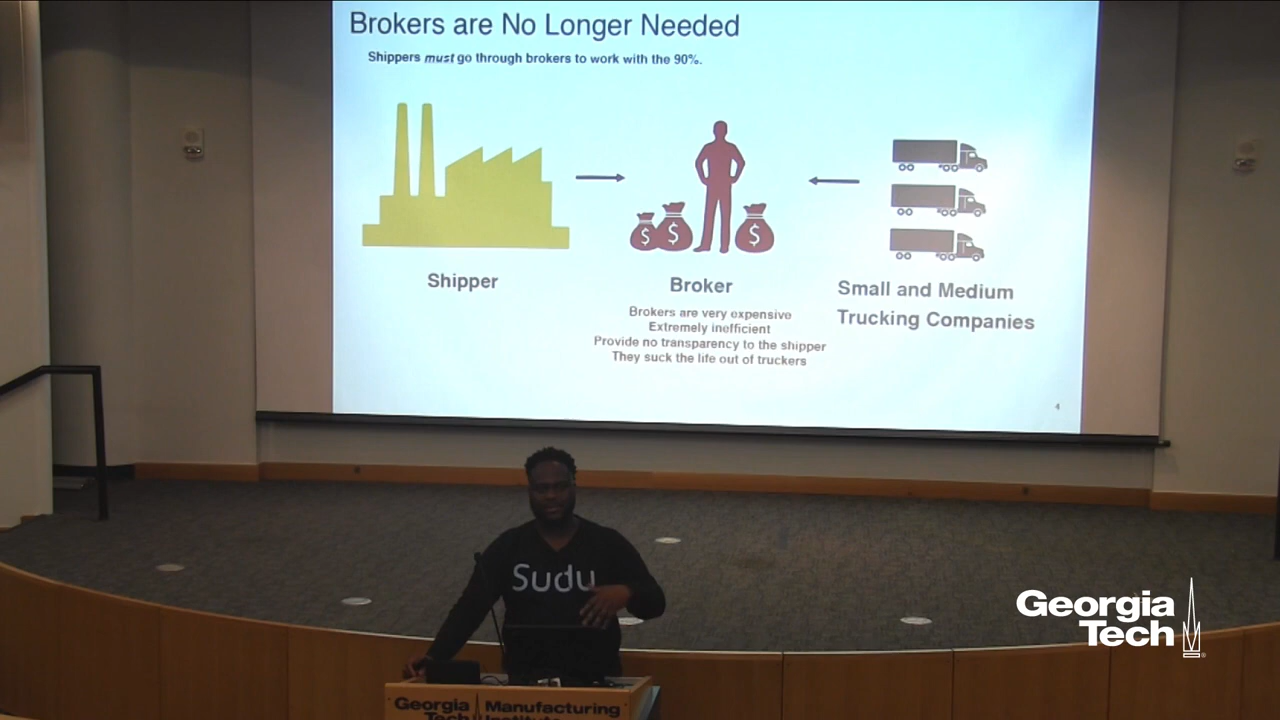 Brokers are No Longer Needed
Shippers must go through brokers to work with the 90%.
$
$
$
Shipper
Broker
Small and Medium
Trucking Companies
Brokers are very expensive
Extremely inefficient
Provide no transparency to the shipper
They suck the life out of truckers
4
Sudu
Georgia
Tech
Georgia
Tech
Manufacturing